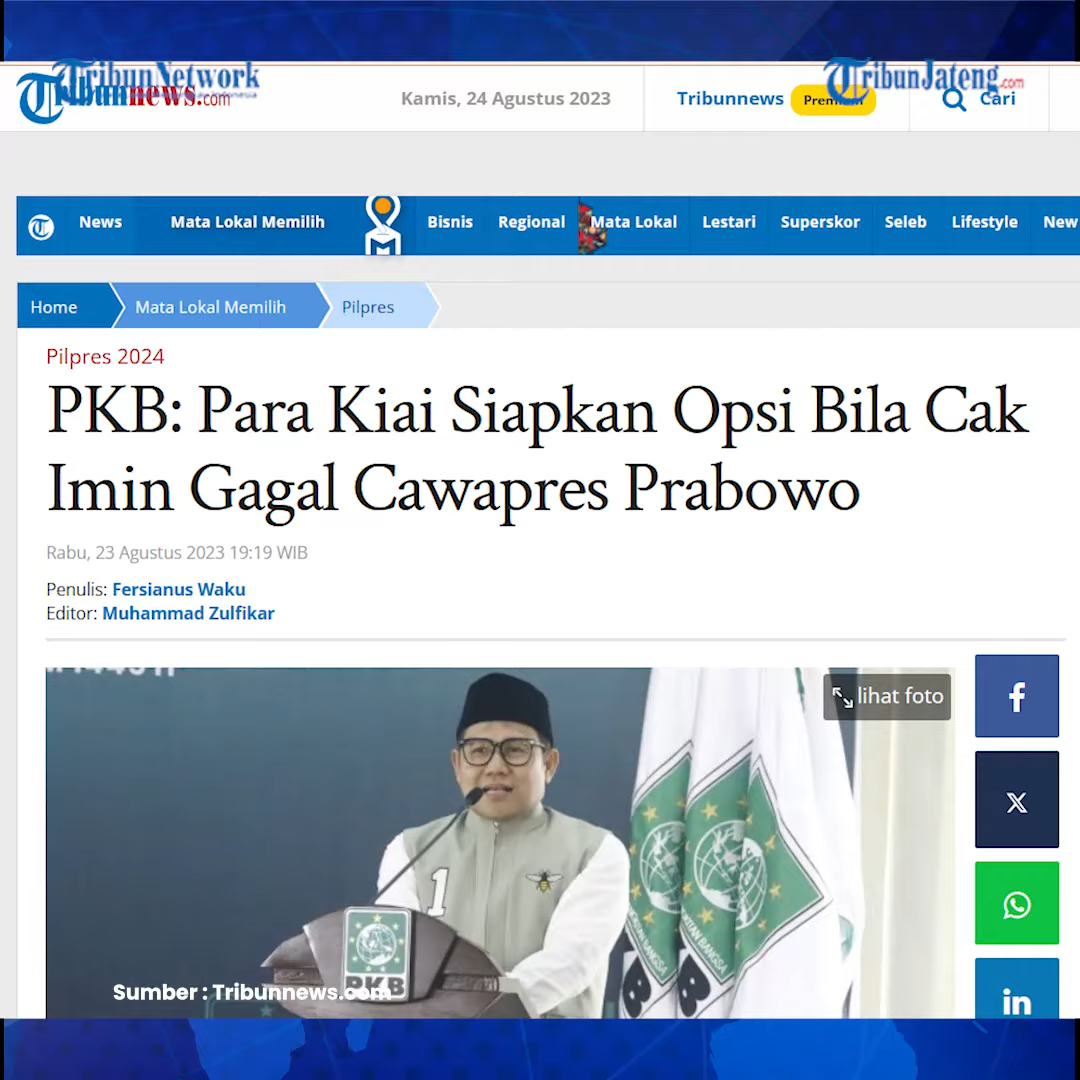 TribunNetwork
Tribunnews.com
Kamis, 24 Agustus 2023
Tribunnews
Premium
TribunJateng.com
Cari
News
Mata Lokal Memilih
Bisnis
Regional
Mata Lokal
Lestari
Superskor
Seleb
Lifestyle
New
Home
Mata Lokal Memilih
Pilpres
Pilpres 2024
PKB: Para Kiai Siapkan Opsi Bila Cak
Imin Gagal Cawapres Prabowo
Rabu, 23 Agustus 2023 19:19 WIB
Penulis: Fersianus Waku
Editor: Muhammad Zulfikar
lihat foto
1
PKB
Sumber : Tribunnews.com